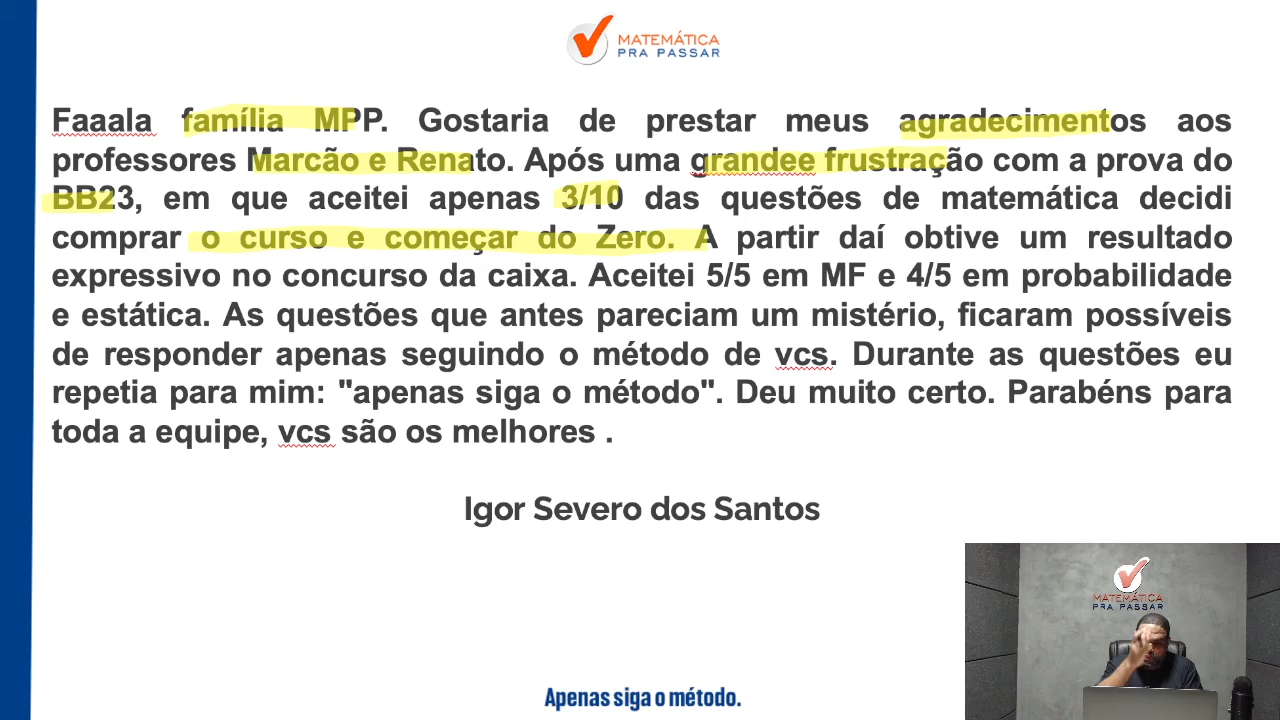 MATEMÁTICA
PRA PASSAR
Faaala família MPP. Gostaria de prestar meus agradecimentos aos
professores Marcão e Renato. Após uma grandee frustração com a prova do
BB23, em que aceitei apenas 3/10 das questões de matemática decidi
comprar o curso e começar do Zero. A partir daí obtive um resultado
expressivo no concurso da caixa. Aceitei 5/5 em MF e 4/5 em probabilidade
e estática. As questões que antes pareciam um mistério, ficaram possíveis
de responder apenas seguindo o método de vcs. Durante as questões eu
repetia para mim: "apenas siga o método". Deu muito certo. Parabéns para
toda a equipe, vcs são os melhores .
Igor Severo dos Santos
MATEMÁTICA
PRA PASSAR
Apenas siga o método.